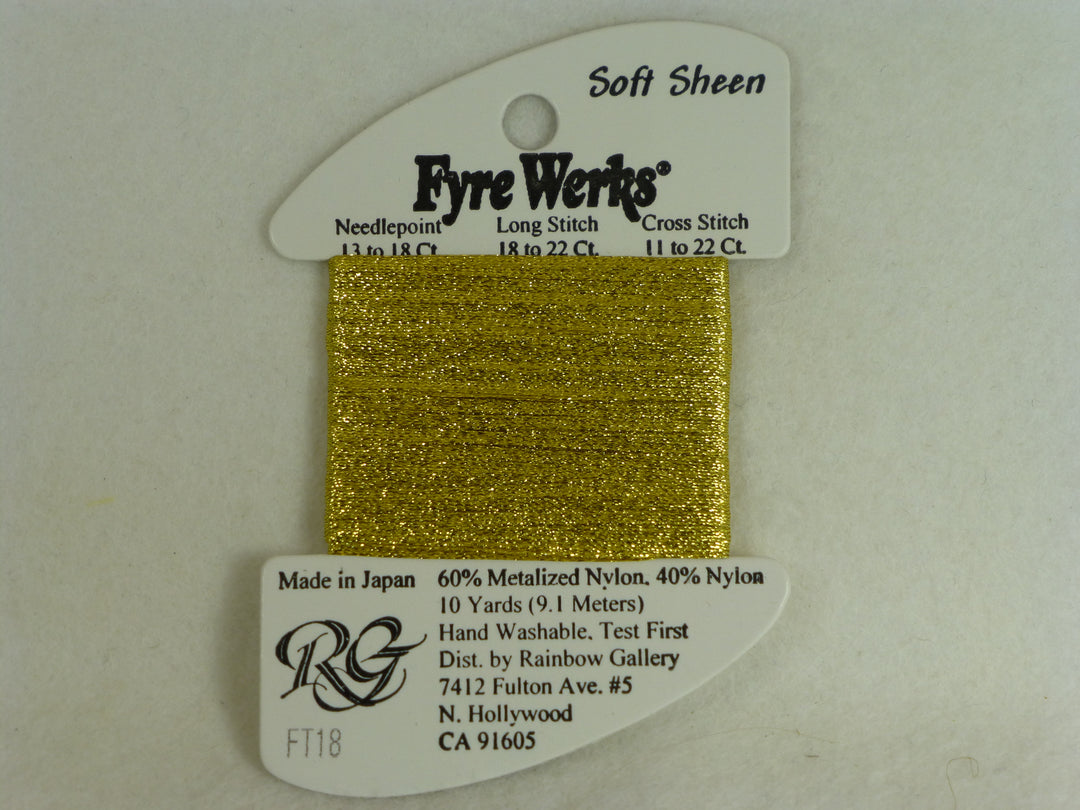 Soft Sheen
Fyre Werks®
Needlepoint Long Stitch Cross Stitch
13 to 18 Ct. 18 to 22 Ct. 11 to 22 Ct.
Made in Japan
60% Metalized Nylon, 40% Nylon
10 Yards (9.1 Meters)
Hand Washable, Test First
Dist. by Rainbow Gallery
7412 Fulton Ave. #5
N. Hollywood
CA 91605
RG
FT18